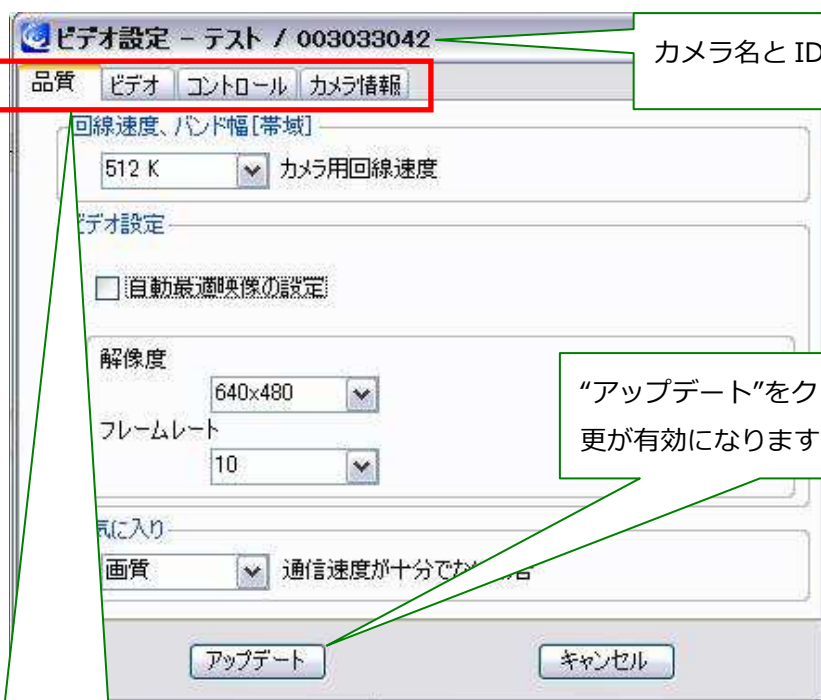 ビデオ設定 - テスト / 003033042
カメラ名と ID
品質 ビデオ コントロール カメラ情報
回線速度、バンド幅[帯域]
512 K カメラ用回線速度
デオ設定
自動最適映像の設定
解像度
640x480
フレームレート
10
“アップデート”をク
更が有効になります
気に入り
画質 通信速度が十分でな
アップデート キャンセル